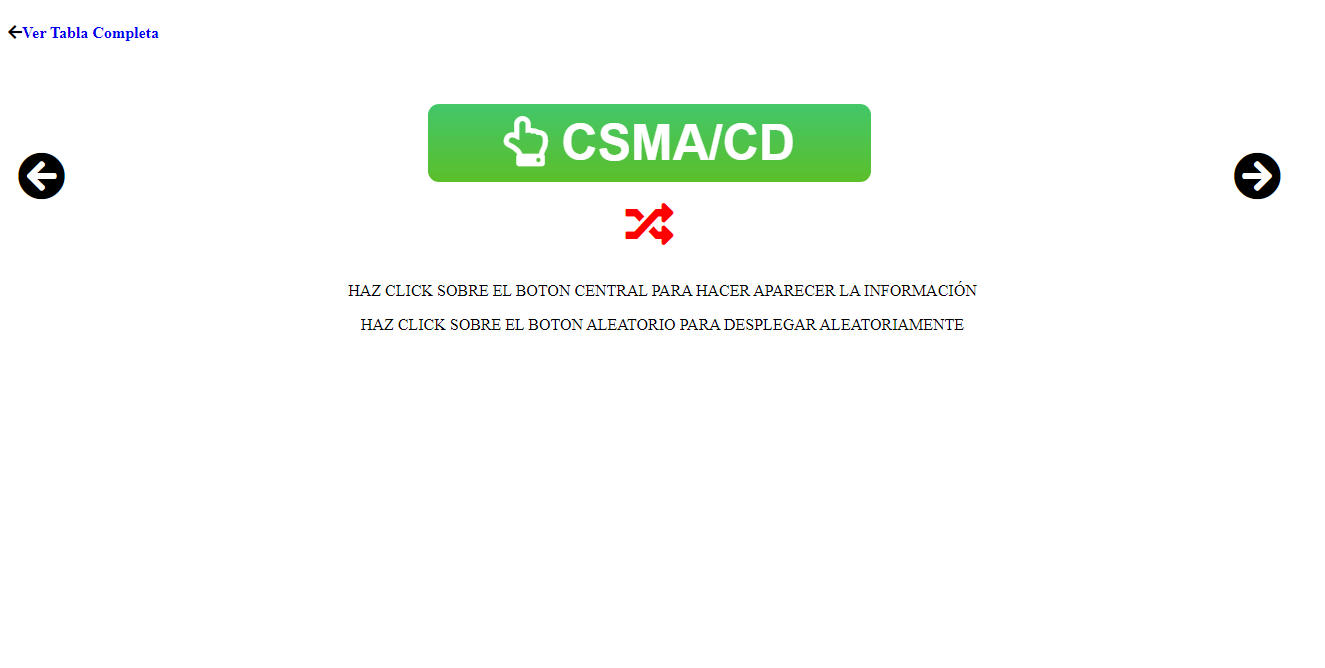 Ver Tabla Completa
CSMA/CD
HAZ CLICK SOBRE EL BOTON CENTRAL PARA HACER APARECER LA INFORMACIÓN
HAZ CLICK SOBRE EL BOTON ALEATORIO PARA DESPLEGAR ALEATORIAMENTE